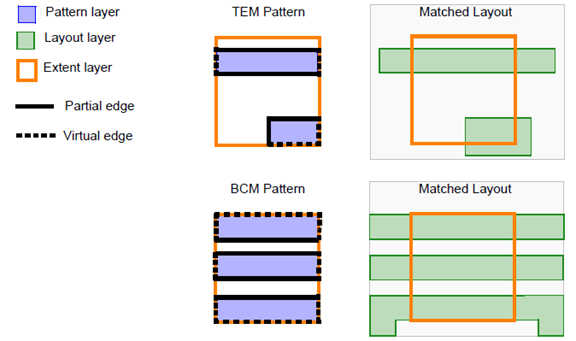 Pattern layer
Layout layer
Extent layer
Partial edge
Virtual edge
TEM Pattern
Matched Layout
BCM Pattern
Matched Layout